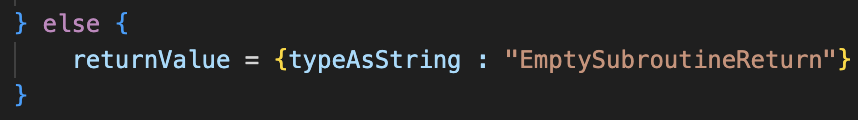 } else {
returnValue = {typeAsString : "EmptySubroutineReturn"}
}